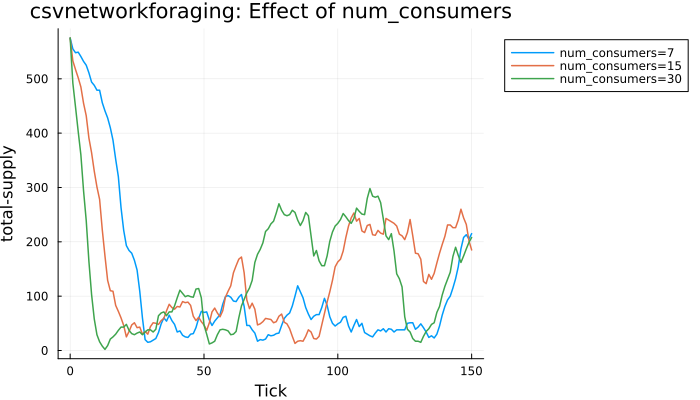 csvnetworkforaging: Effect of num_consumers
num_consumers=7
num_consumers=15
num_consumers=30
total-supply
500
400
300
200
100
0
0
50
100
150
Tick